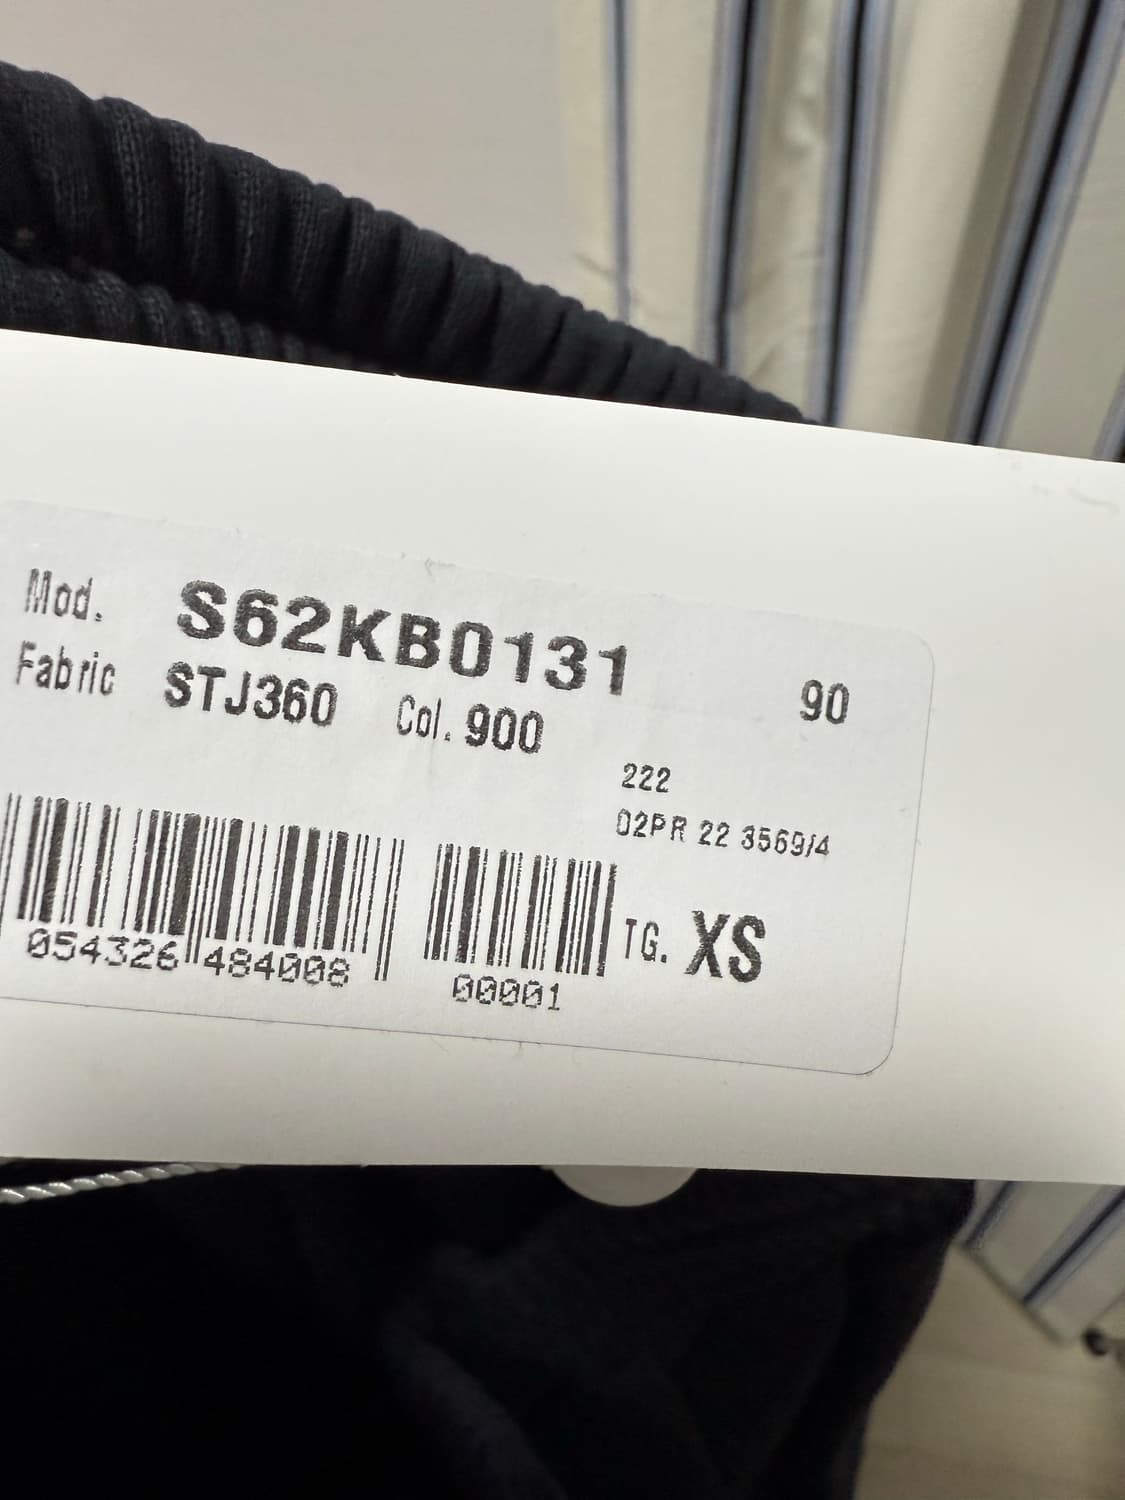 Mod. S62KB0131 90
Fabric STJ360 Col. 900
222
02PR 22 3569/4
TG. XS
054326 484008 00001